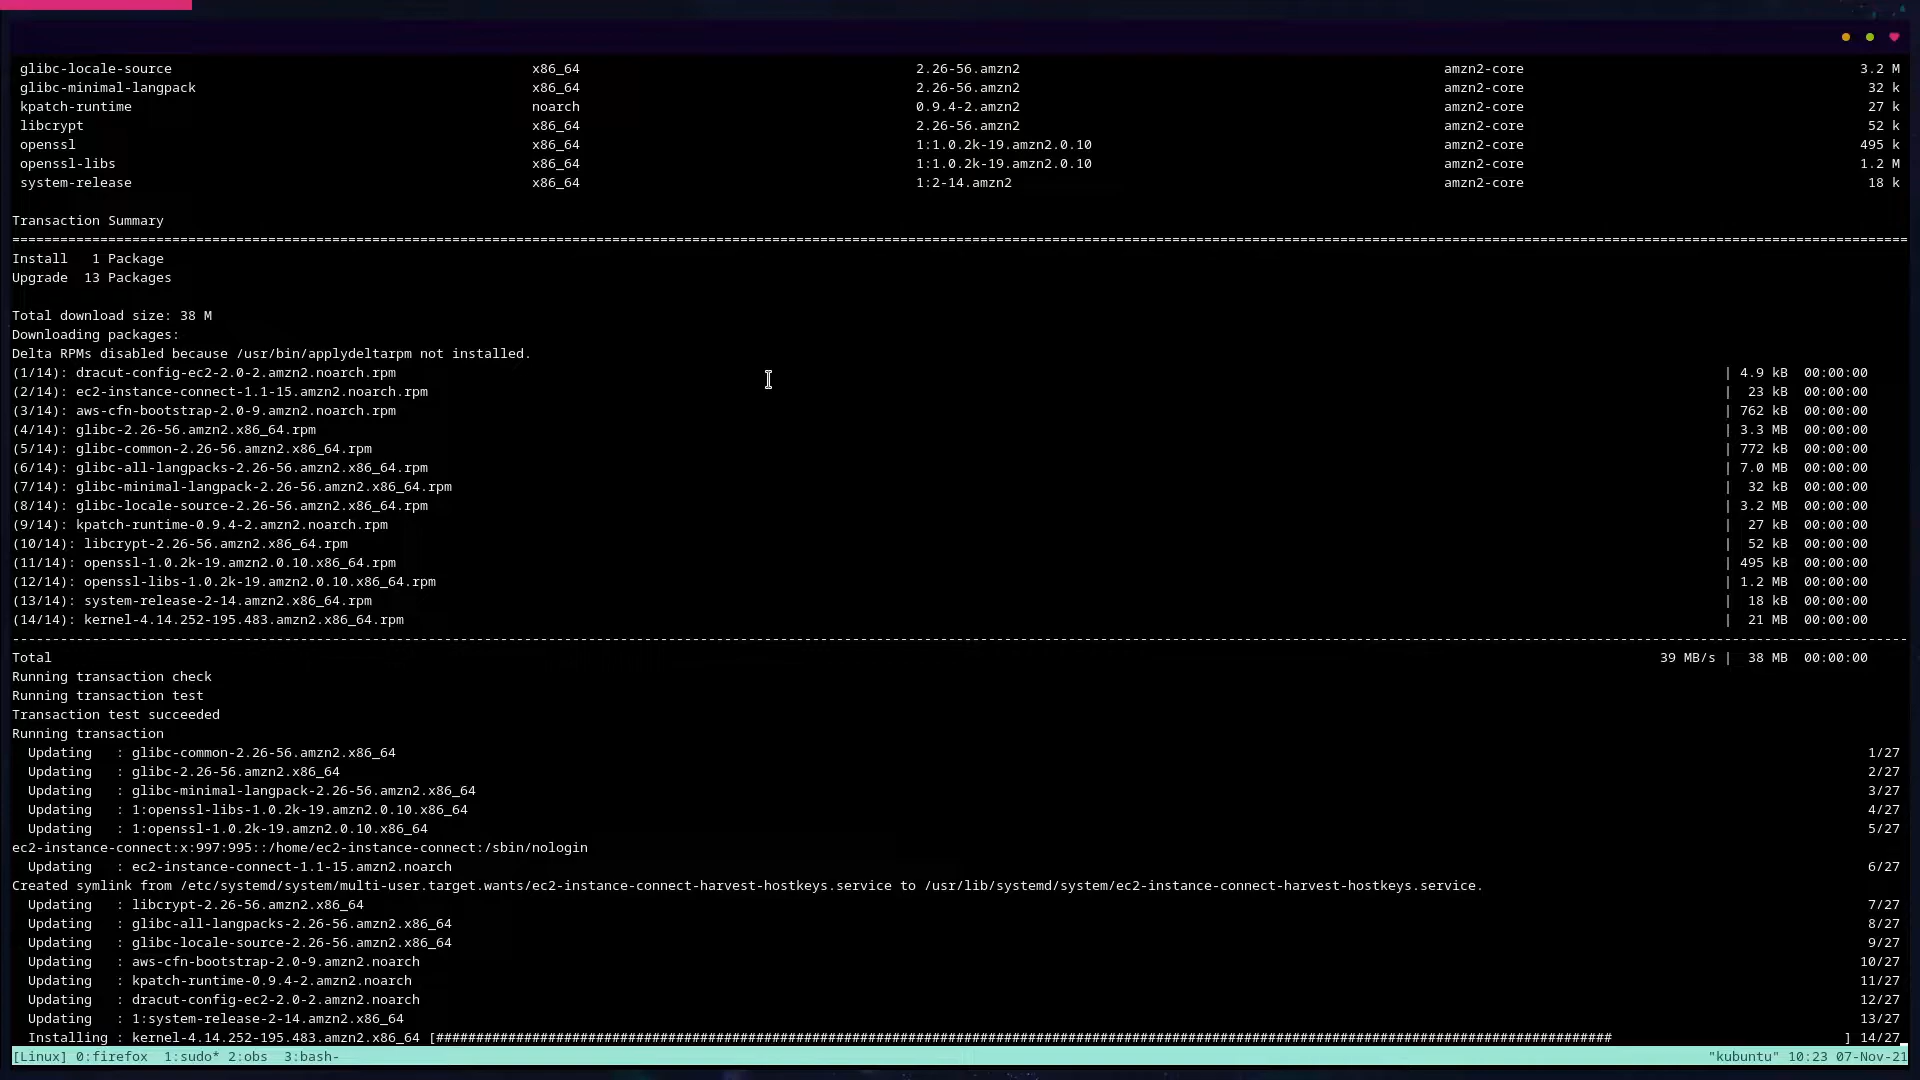 glibc-locale-source x86_64 2.26-56.amzn2 amzn2-core 3.2 M
glibc-minimal-langpack x86_64 2.26-56.amzn2 amzn2-core 32 k
kpatch-runtime noarch 0.9.4-2.amzn2 amzn2-core 27 k
libcrypt x86_64 2.26-56.amzn2 amzn2-core 52 k
openssl x86_64 1:1.0.2k-19.amzn2.0.10 amzn2-core 495 k
openssl-libs x86_64 1:1.0.2k-19.amzn2.0.10 amzn2-core 1.2 M
system-release x86_64 1:2-14.amzn2 amzn2-core 18 k
Transaction Summary
================================================================================
Install 1 Package
Upgrade 13 Packages
Total download size: 38 M
Downloading packages:
Delta RPMs disabled because /usr/bin/applydeltarpm not installed.
(1/14): dracut-config-ec2-2.0-2.amzn2.noarch.rpm | 4.9 kB 00:00:00
(2/14): ec2-instance-connect-1.1-15.amzn2.noarch.rpm | 23 kB 00:00:00
(3/14): aws-cfn-bootstrap-2.0-9.amzn2.noarch.rpm | 762 kB 00:00:00
(4/14): glibc-2.26-56.amzn2.x86_64.rpm | 3.3 MB 00:00:00
(5/14): glibc-common-2.26-56.amzn2.x86_64.rpm | 772 kB 00:00:00
(6/14): glibc-all-langpacks-2.26-56.amzn2.x86_64.rpm | 7.0 MB 00:00:00
(7/14): glibc-minimal-langpack-2.26-56.amzn2.x86_64.rpm | 32 kB 00:00:00
(8/14): glibc-locale-source-2.26-56.amzn2.x86_64.rpm | 3.2 MB 00:00:00
(9/14): kpatch-runtime-0.9.4-2.amzn2.noarch.rpm | 27 kB 00:00:00
(10/14): libcrypt-2.26-56.amzn2.x86_64.rpm | 52 kB 00:00:00
(11/14): openssl-1.0.2k-19.amzn2.0.10.x86_64.rpm | 495 kB 00:00:00
(12/14): openssl-libs-1.0.2k-19.amzn2.0.10.x86_64.rpm | 1.2 MB 00:00:00
(13/14): system-release-2-14.amzn2.x86_64.rpm | 18 kB 00:00:00
(14/14): kernel-4.14.252-195.483.amzn2.x86_64.rpm | 21 MB 00:00:00
--------------------------------------------------------------------------------
Total 39 MB/s | 38 MB 00:00:00
Running transaction check
Running transaction test
Transaction test succeeded
Running transaction
Updating : glibc-common-2.26-56.amzn2.x86_64 1/27
Updating : glibc-2.26-56.amzn2.x86_64 2/27
Updating : glibc-minimal-langpack-2.26-56.amzn2.x86_64 3/27
Updating : 1:openssl-libs-1.0.2k-19.amzn2.0.10.x86_64 4/27
Updating : 1:openssl-1.0.2k-19.amzn2.0.10.x86_64 5/27
ec2-instance-connect:x:997:995::/home/ec2-instance-connect:/sbin/nologin
Updating : ec2-instance-connect-1.1-15.amzn2.noarch 6/27
Created symlink from /etc/systemd/system/multi-user.target.wants/ec2-instance-connect-harvest-hostkeys.service to /usr/lib/systemd/system/ec2-instance-connect-harvest-hostkeys.service.
Updating : libcrypt-2.26-56.amzn2.x86_64 7/27
Updating : glibc-all-langpacks-2.26-56.amzn2.x86_64 8/27
Updating : glibc-locale-source-2.26-56.amzn2.x86_64 9/27
Updating : aws-cfn-bootstrap-2.0-9.amzn2.noarch 10/27
Updating : kpatch-runtime-0.9.4-2.amzn2.noarch 11/27
Updating : dracut-config-ec2-2.0-2.amzn2.noarch 12/27
Updating : 1:system-release-2-14.amzn2.x86_64 13/27
Installing : kernel-4.14.252-195.483.amzn2.x86_64 [################################################################################ ] 14/27
[Linux] 0:firefox 1:sudo* 2:obs 3:bash- "kubuntu" 10:23 07-Nov-21